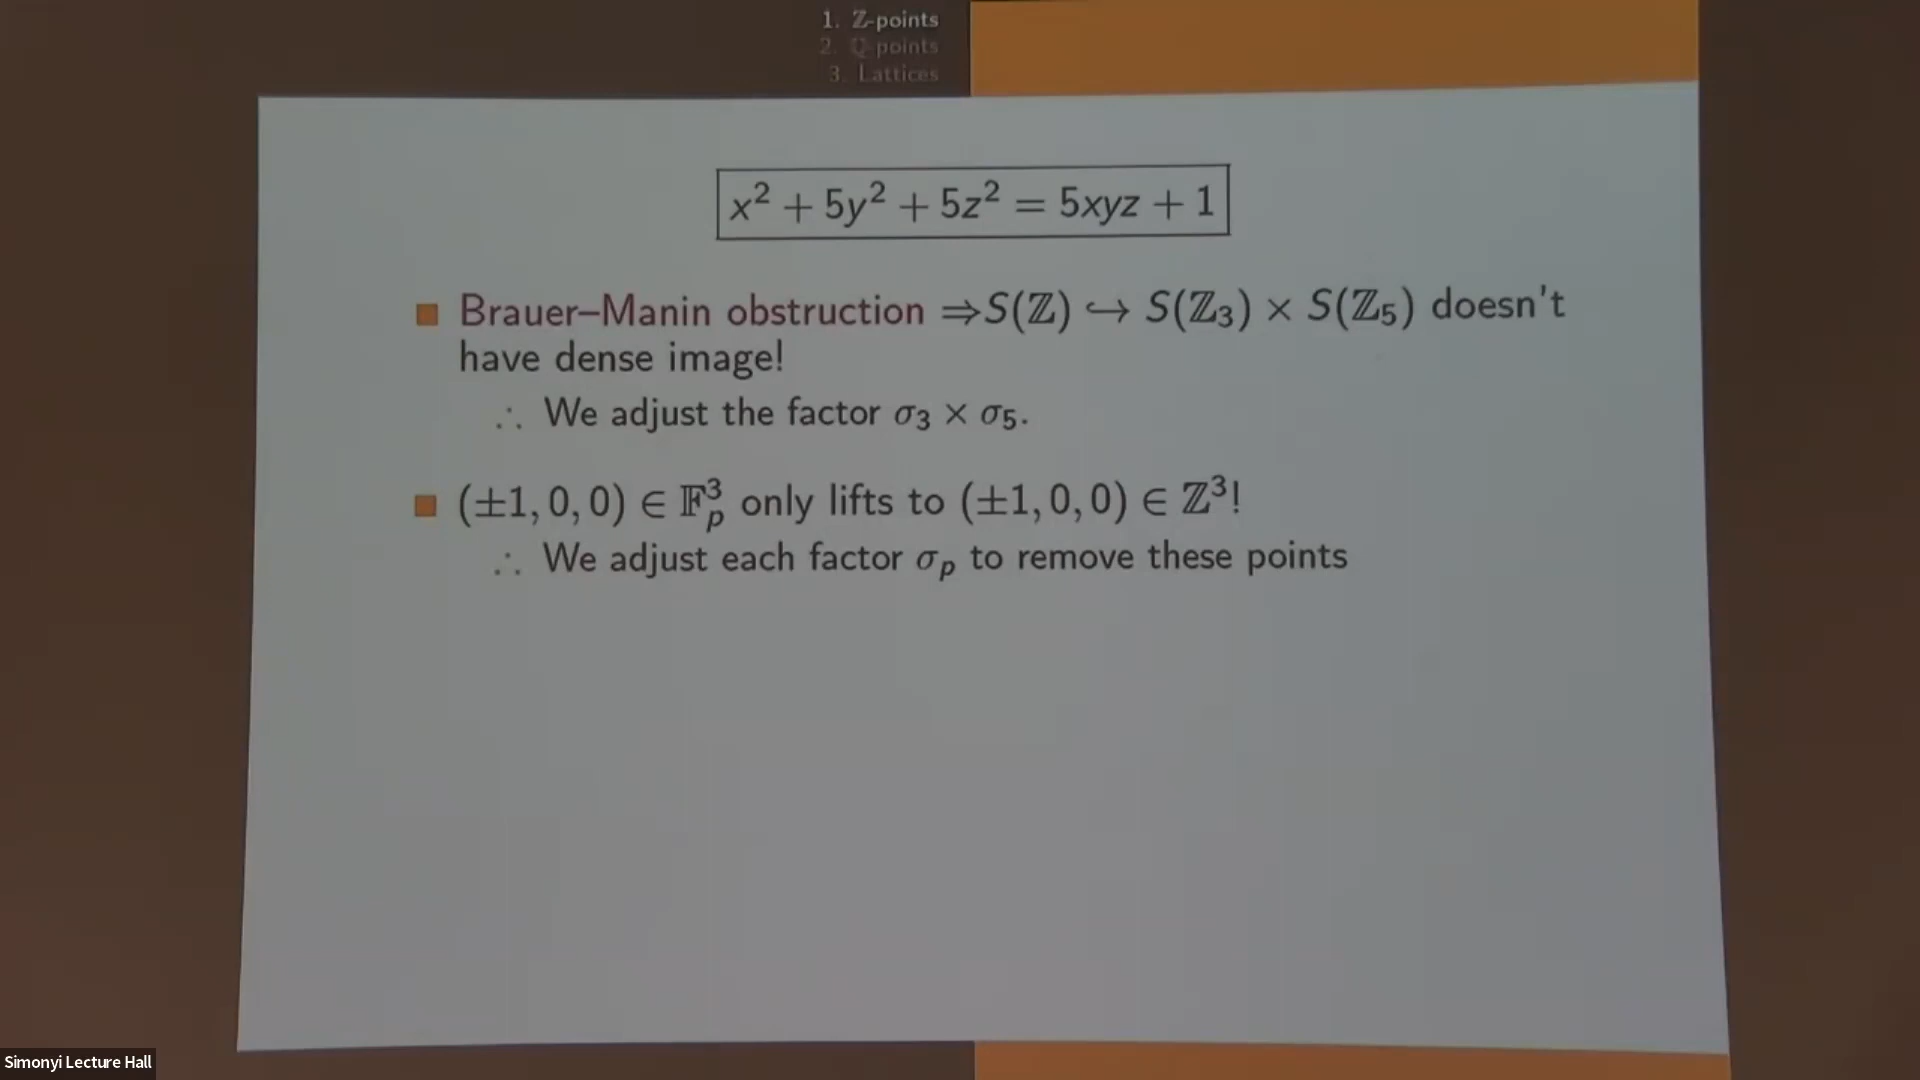 1. ℤ-points
2. ℚ-points
3. Lattices
x² + 5y² + 5z² = 5xyz + 1
Brauer–Manin obstruction ⇒S(ℤ) ↪ S(ℤ₃) × S(ℤ₅) doesn't
have dense image!
∴ We adjust the factor σ₃ × σ₅.
(±1, 0, 0) ∈ 𝔽ₚ³ only lifts to (±1, 0, 0) ∈ ℤ³!
∴ We adjust each factor σₚ to remove these points
Simonyi Lecture Hall